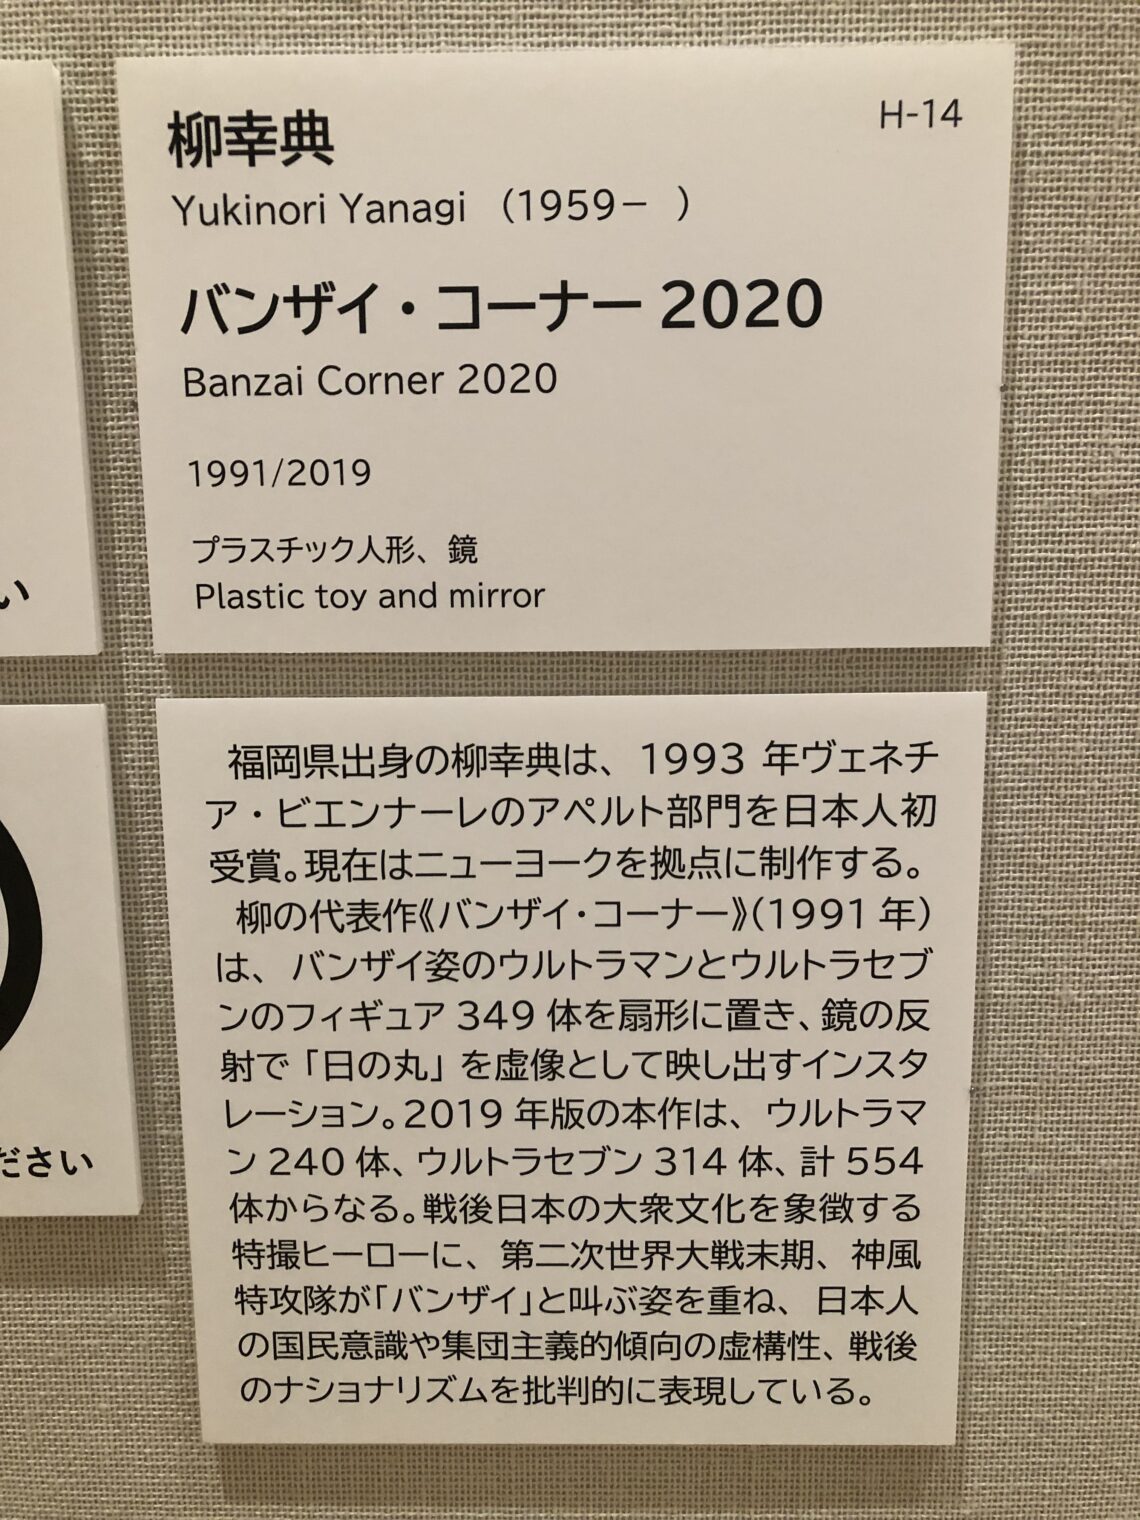 柳幸典
H-14
Yukinori Yanagi （1959－ ）
バンザイ・コーナー 2020
Banzai Corner 2020
1991/2019
プラスチック人形、鏡
Plastic toy and mirror
福岡県出身の柳幸典は、1993 年ヴェネチ
ア・ビエンナーレのアペルト部門を日本人初
受賞。現在はニューヨークを拠点に制作する。
柳の代表作《バンザイ・コーナー》（1991 年）
は、バンザイ姿のウルトラマンとウルトラセブ
ンのフィギュア 349 体を扇形に置き、鏡の反
射で「日の丸」を虚像として映し出すインスタ
レーション。2019 年版の本作は、ウルトラマ
ン 240 体、ウルトラセブン 314 体、計 554
体からなる。戦後日本の大衆文化を象徴する
特撮ヒーローに、第二次世界大戦末期、神風
特攻隊が「バンザイ」と叫ぶ姿を重ね、日本人
の国民意識や集団主義的傾向の虚構性、戦後
のナショナリズムを批判的に表現している。
い
ださい